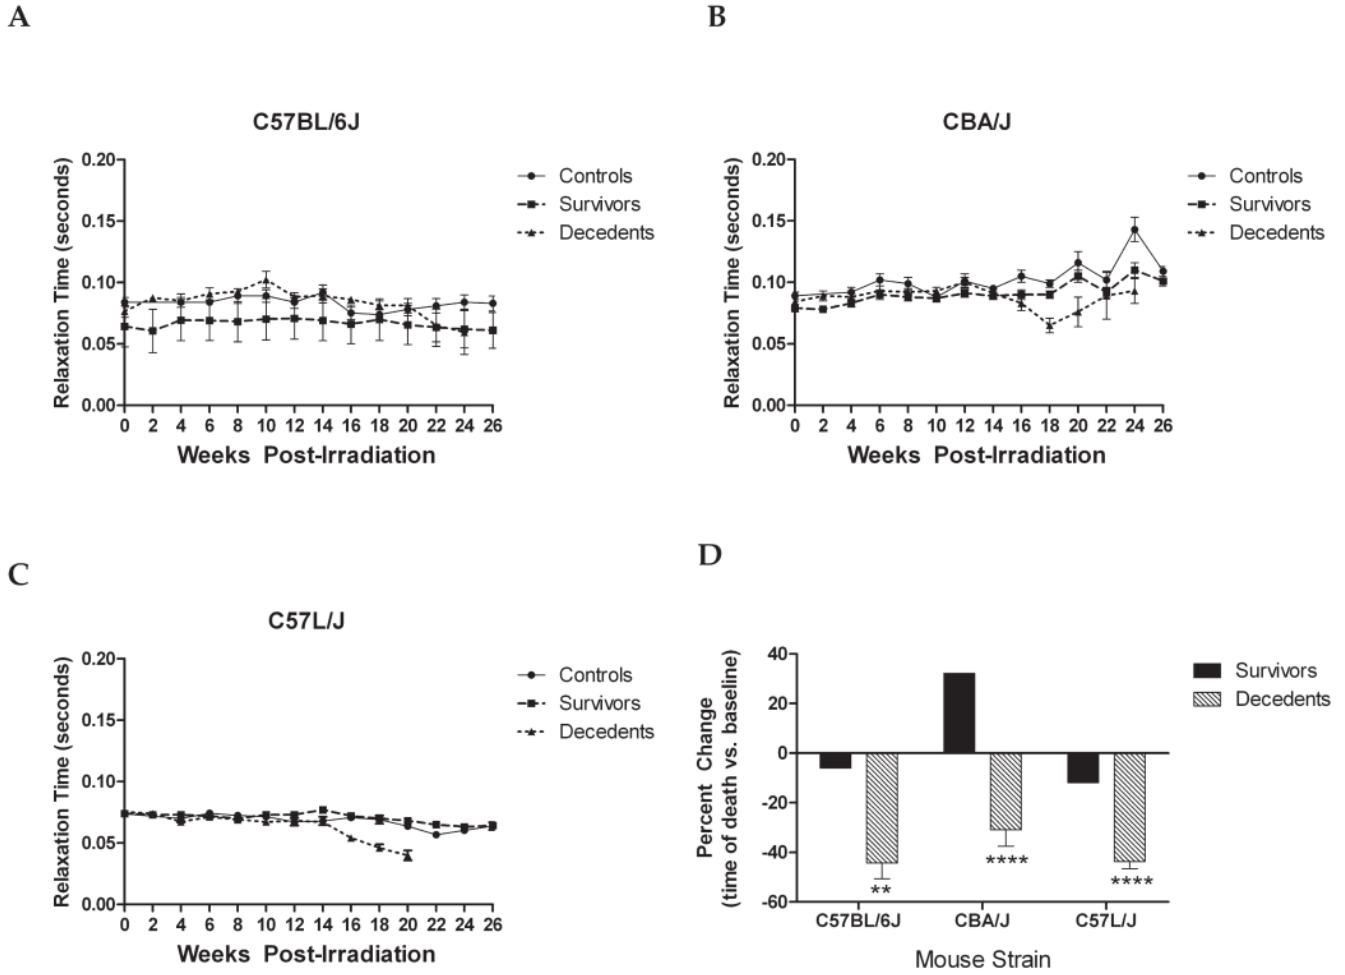 A
C57BL/6J
Relaxation Time (seconds)
0.20
0.15
0.10
0.05
0.00
0 2 4 6 8 10 12 14 16 18 20 22 24 26
Weeks Post-Irradiation
Controls
Survivors
Decedents
B
CBA/J
Relaxation Time (seconds)
0.20
0.15
0.10
0.05
0.00
0 2 4 6 8 10 12 14 16 18 20 22 24 26
Weeks Post-Irradiation
Controls
Survivors
Decedents
C
C57L/J
Relaxation Time (seconds)
0.20
0.15
0.10
0.05
0.00
0 2 4 6 8 10 12 14 16 18 20 22 24 26
Weeks Post-Irradiation
Controls
Survivors
Decedents
D
Percent Change
(time of death vs. baseline)
40
20
0
-20
-40
-60
**
****
****
C57BL/6J CBA/J C57L/J
Mouse Strain
Survivors
Decedents